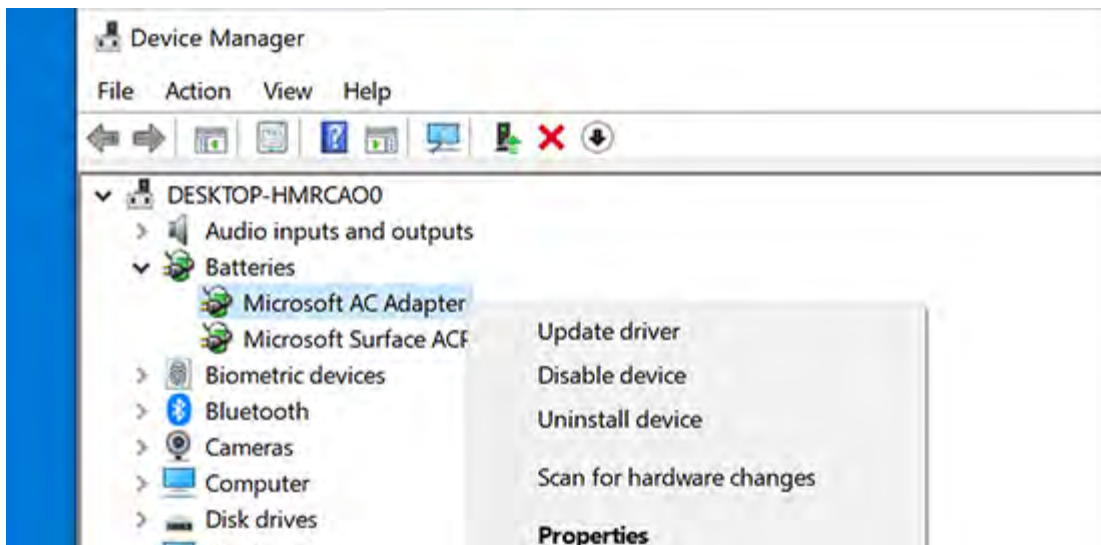 Device Manager
File Action View Help
DESKTOP-HMRCAO0
Audio inputs and outputs
Batteries
Microsoft AC Adapter
Microsoft Surface ACP
Biometric devices
Bluetooth
Cameras
Computer
Disk drives
Update driver
Disable device
Uninstall device
Scan for hardware changes
Properties